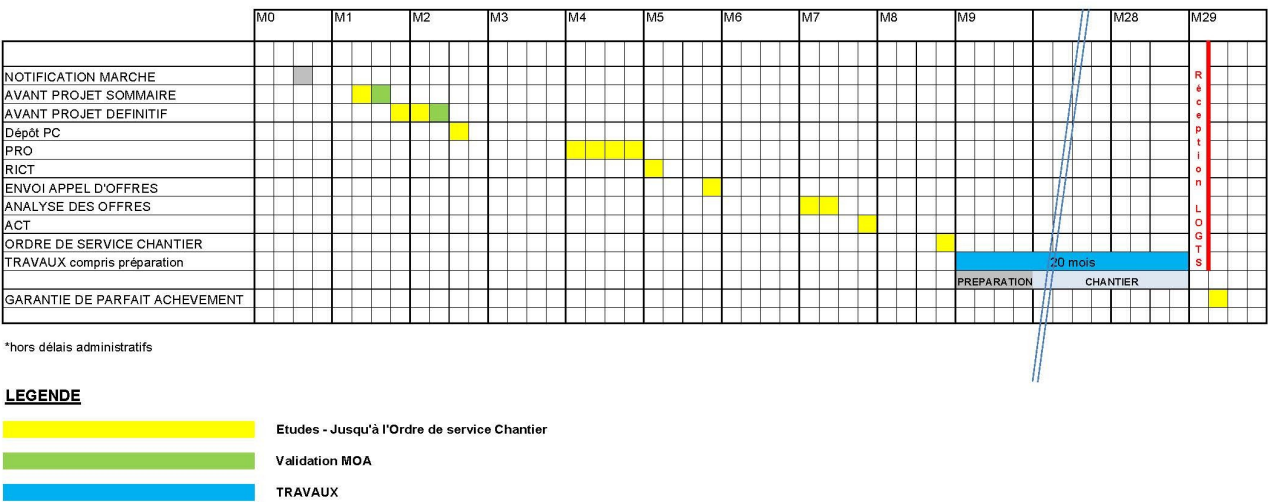 M0 M1 M2 M3 M4 M5 M6 M7 M8 M9 M28 M29
NOTIFICATION MARCHE
AVANT PROJET SOMMAIRE
AVANT PROJET DEFINITIF
Dépôt PC
PRO
RICT
ENVOI APPEL D'OFFRES
ANALYSE DES OFFRES
ACT
ORDRE DE SERVICE CHANTIER
TRAVAUX compris préparation
20 mois
PREPARATION CHANTIER
GARANTIE DE PARFAIT ACHEVEMENT
Réception LOGTS
*hors délais administratifs
LEGENDE
Etudes - Jusqu'à l'Ordre de service Chantier
Validation MOA
TRAVAUX